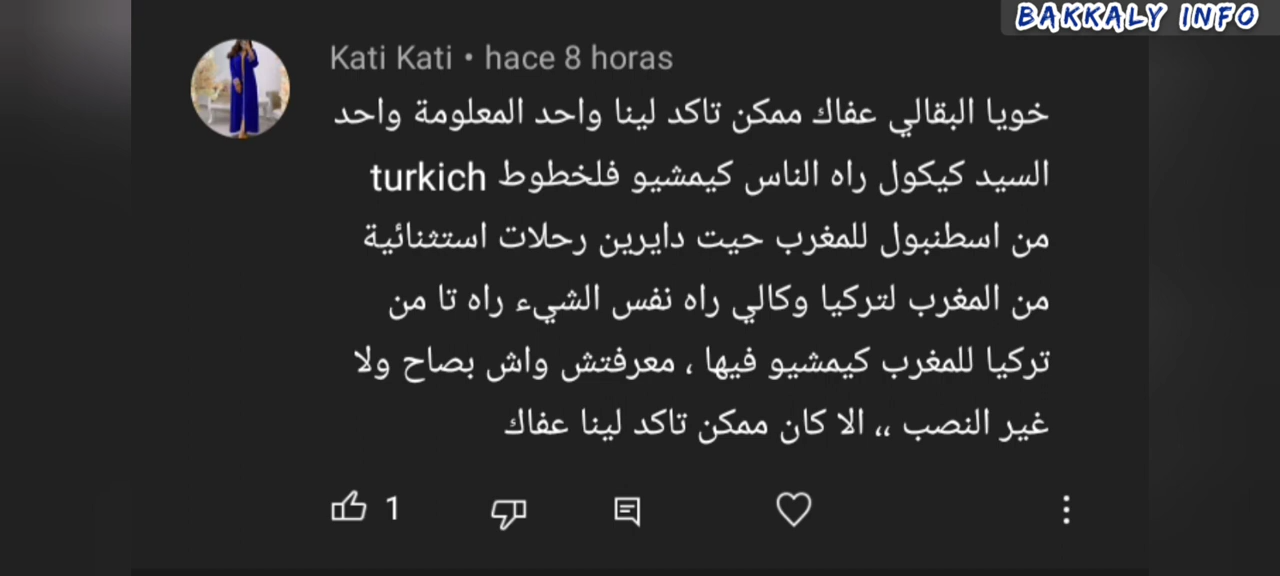 BAKKALY INFO
Kati Kati • hace 8 horas
خويا البقالي عفاك ممكن تاكد لينا واحد المعلومة واحد
السيد كيكول راه الناس كيمشيو فلخطوط turkich
من اسطنبول للمغرب حيت دايرين رحلات استثنائية
من المغرب لتركيا وكالي راه نفس الشيء راه تا من
تركيا للمغرب كيمشيو فيها ، معرفتش واش بصاح ولا
غير النصب ،، الا كان ممكن تاكد لينا عفاك
1